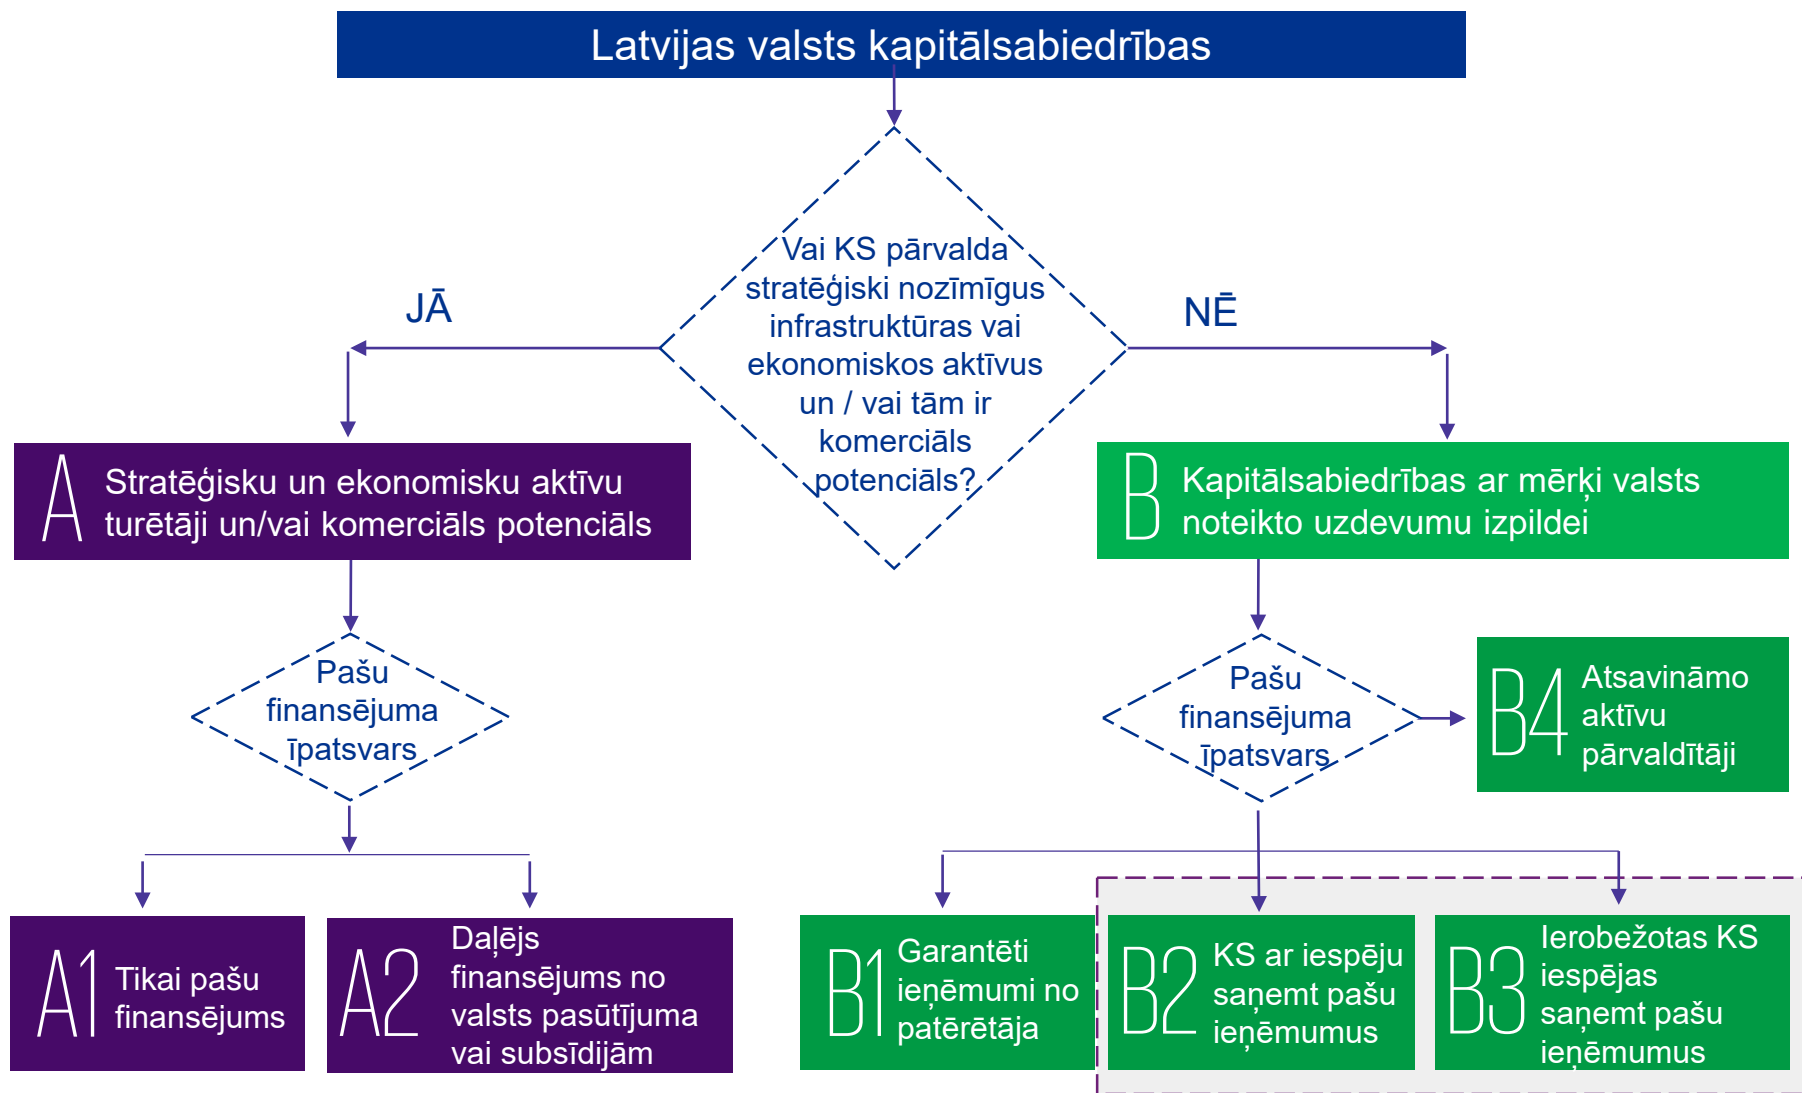 Latvijas valsts kapitālsabiedrības
Vai KS pārvalda
stratēģiski nozīmīgus
infrastruktūras vai
ekonomiskos aktīvus
un / vai tām ir
komerciāls
potenciāls?
JĀ
NĒ
A
Stratēģisku un ekonomisku aktīvu
turētāji un/vai komerciāls potenciāls
B
Kapitālsabiedrības ar mērķi valsts
noteikto uzdevumu izpildei
Pašu
finansējuma
īpatsvars
Pašu
finansējuma
īpatsvars
B4
Atsavināmo
aktīvu
pārvaldītāji
A1
Tikai pašu
finansējums
A2
Daļējs
finansējums no
valsts pasūtījuma
vai subsīdijām
B1
Garantēti
ieņēmumi no
patērētāja
B2
KS ar iespēju
saņemt pašu
ieņēmumus
B3
Ierobežotas KS
iespējas
saņemt pašu
ieņēmumus